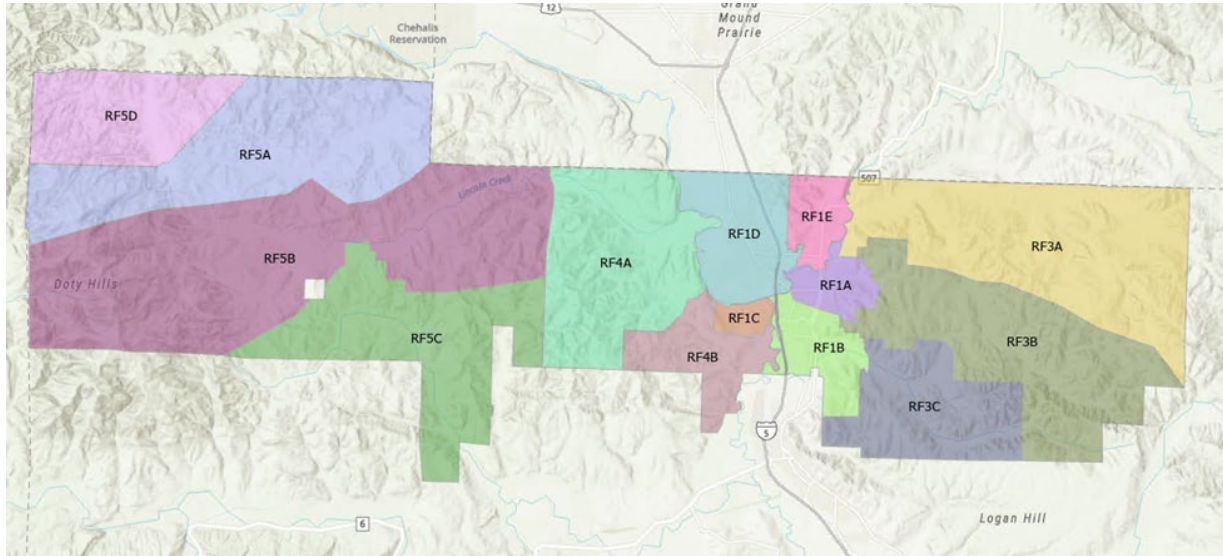 Grand
Mound
Prairie
12
Chehalis
Reservation
RF5D
RF5A
507
Lincoln Creek
RF1E
RF3A
RF1D
RF5B
RF4A
RF1A
Doty Hills
RF1C
RF5C
RF4B
RF1B
RF3B
RF3C
5
Logan Hill
6